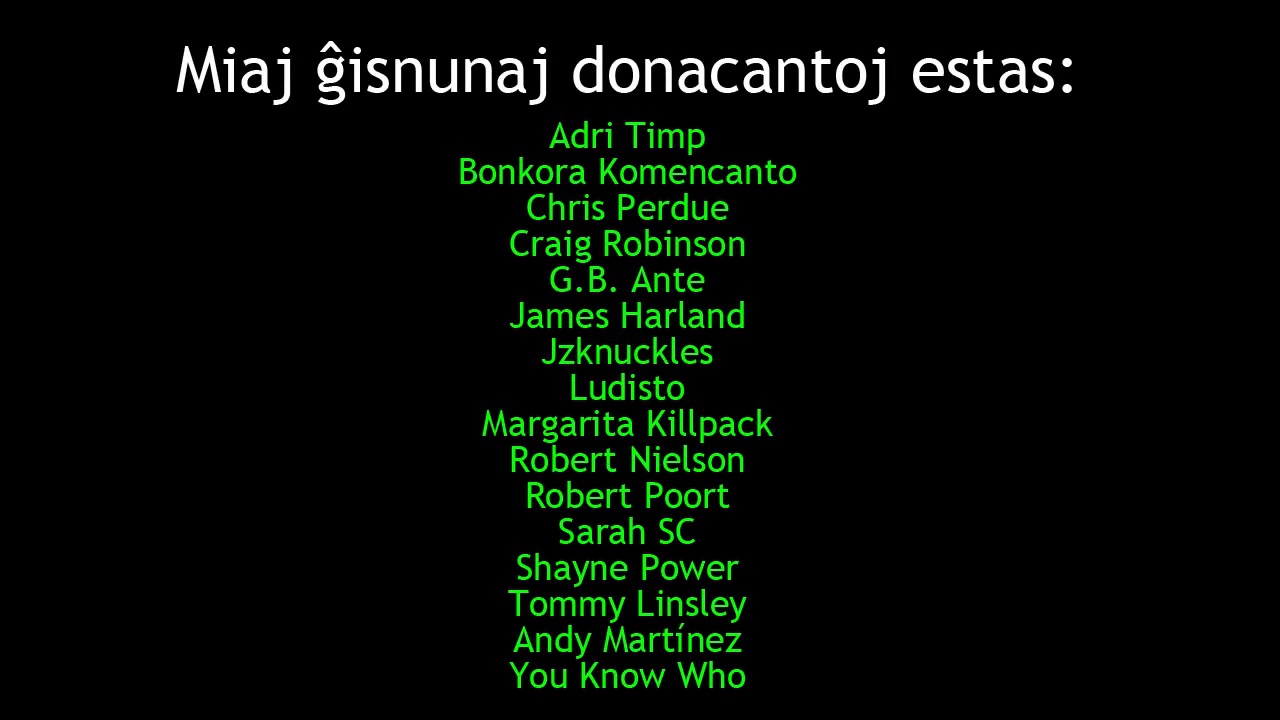 Miaj ĝisnunaj donacantoj estas:
Adri Timp
Bonkora Komencanto
Chris Perdue
Craig Robinson
G.B. Ante
James Harland
Jzknuckles
Ludisto
Margarita Killpack
Robert Nielson
Robert Poort
Sarah SC
Shayne Power
Tommy Linsley
Andy Martínez
You Know Who